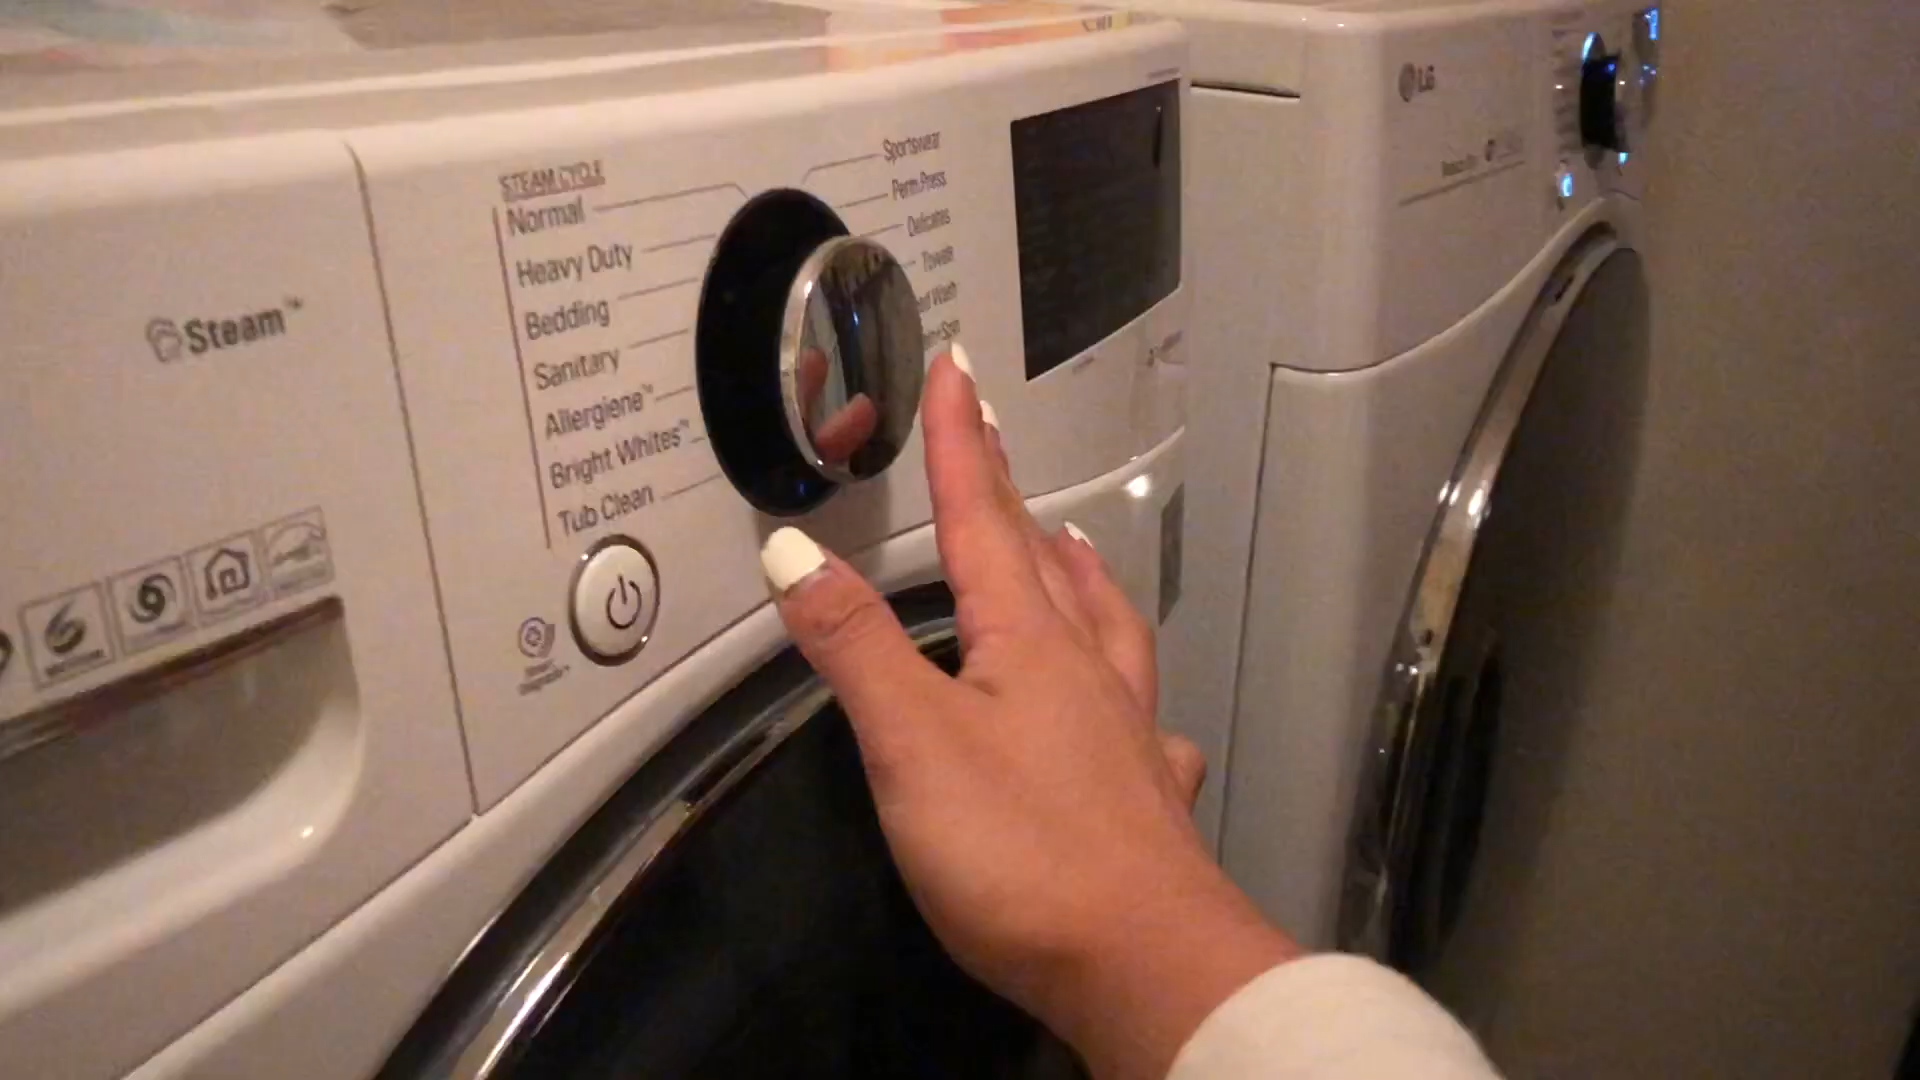 Steam™
STEAM CYCLE
Normal
Heavy Duty
Bedding
Sanitary
Allergiene™
Bright Whites™
Tub Clean
Sportswear
Perm.Press
Delicates
Towels
Wash
LG